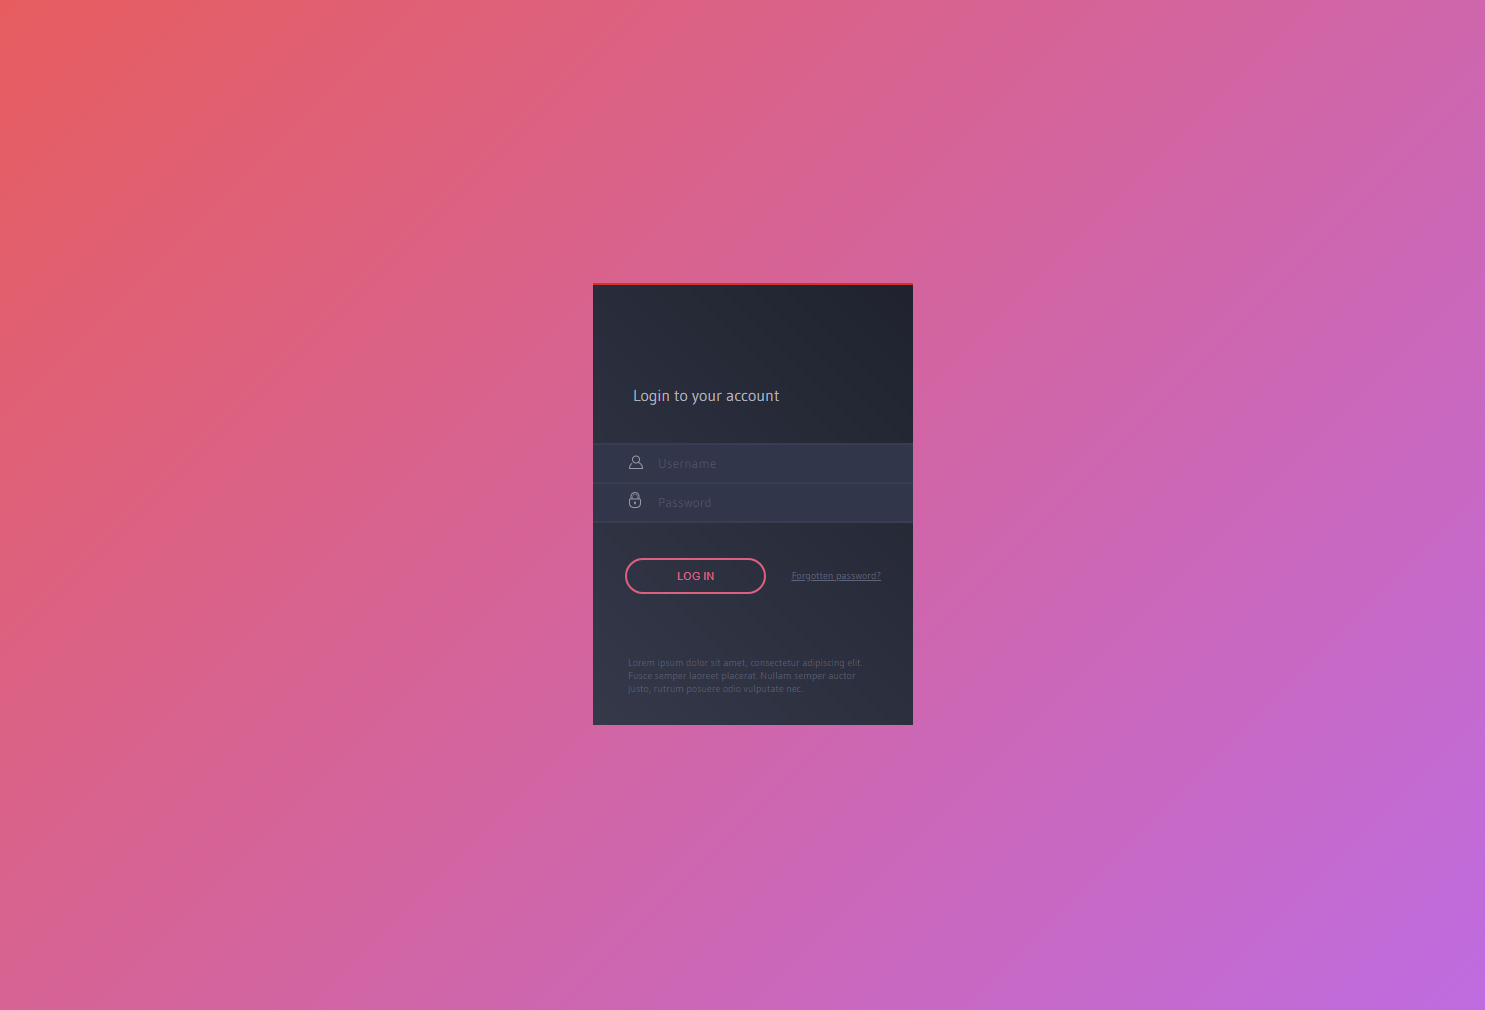 Login to your account
Username
Password
LOG IN
Forgotten password?
Lorem ipsum dolor sit amet, consectetur adipiscing elit.
Fusce semper laoreet placerat. Nullam semper auctor
justo, rutrum posuere odio vulputate nec.